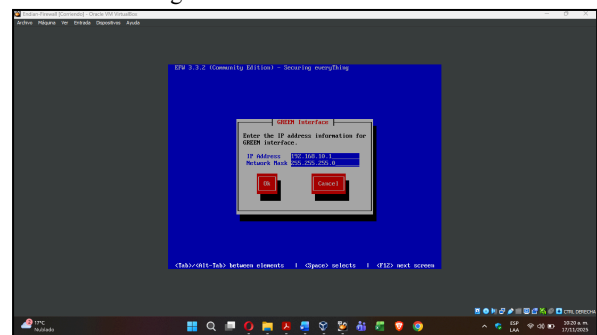 Endian-Firewall [Corriendo] - Oracle VM VirtualBox
Archivo Máquina Ver Entrada Dispositivos Ayuda
EFW 3.3.2 (Community Edition) - Securing everyThing
GREEN Interface
Enter the IP address information for
GREEN interface.
IP Address 192.168.10.1
Network Mask 255.255.255.0
Ok Cancel
<Tab>/<Alt-Tab> between elements | <Space> selects | <F12> next screen
CTRL DERECHA
17°C
Nublado
ESP
LAA
10:20 a. m.
17/11/2025